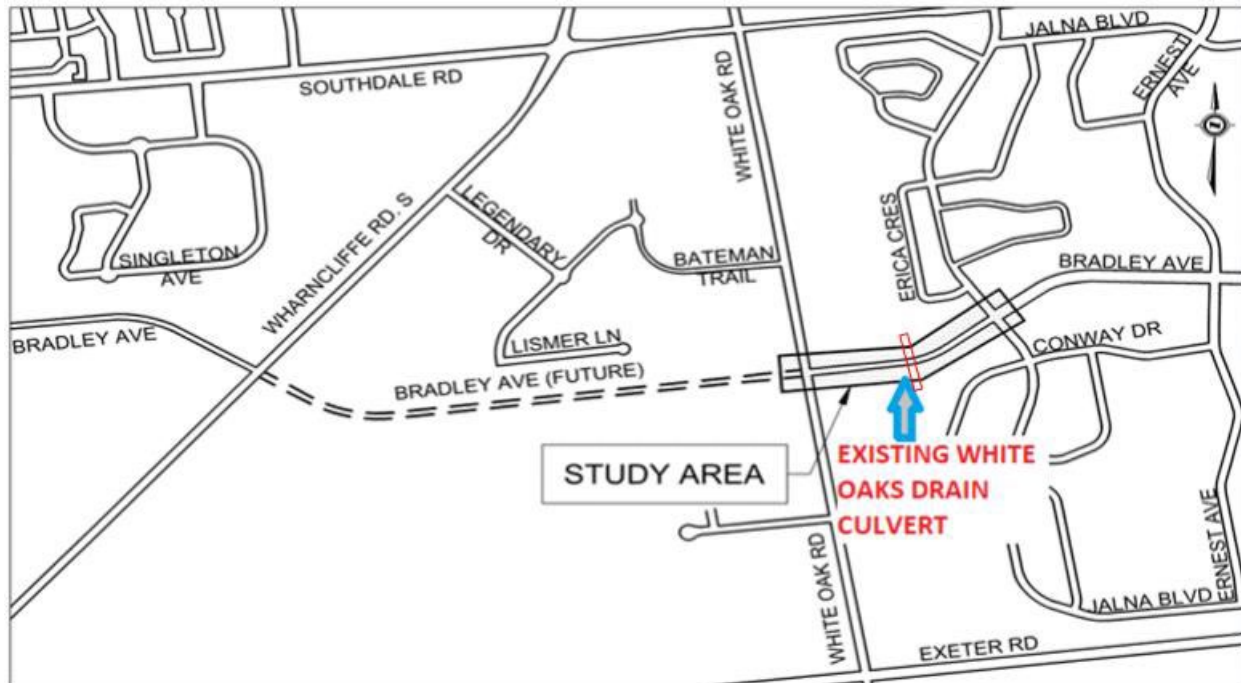 JALNA BLVD
ERNEST
AVE
SOUTHDALE RD
WHITE OAK RD
LEGENDARY
DR
WHARNCLIFFE RD. S
SINGLETON
AVE
BATEMAN
TRAIL
ERICA CRES
BRADLEY AVE
BRADLEY AVE
LISMER LN
CONWAY DR
BRADLEY AVE (FUTURE)
STUDY AREA
EXISTING WHITE
OAKS DRAIN
CULVERT
WHITE OAK RD
ERNEST AVE
JALNA BLVD
EXETER RD